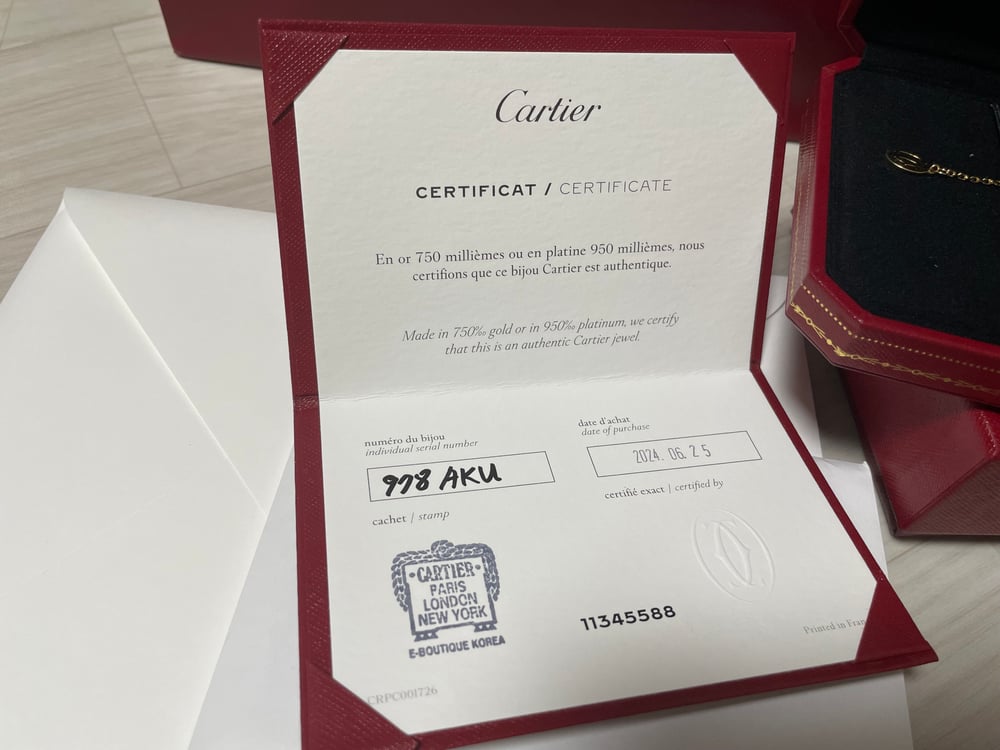 Cartier
CERTIFICAT / CERTIFICATE
En or 750 millièmes ou en platine 950 millièmes, nous
certifions que ce bijou Cartier est authentique.
Made in 750‰ gold or in 950‰ platinum, we certify
that this is an authentic Cartier jewel.
numéro du bijou
individual serial number
978 AKU
date d'achat
date of purchase
2024. 06. 25
cachet / stamp
certifié exact | certified by
CARTIER
PARIS
LONDON
NEW YORK
E-BOUTIQUE KOREA
11345588
Printed in
CRPC001726